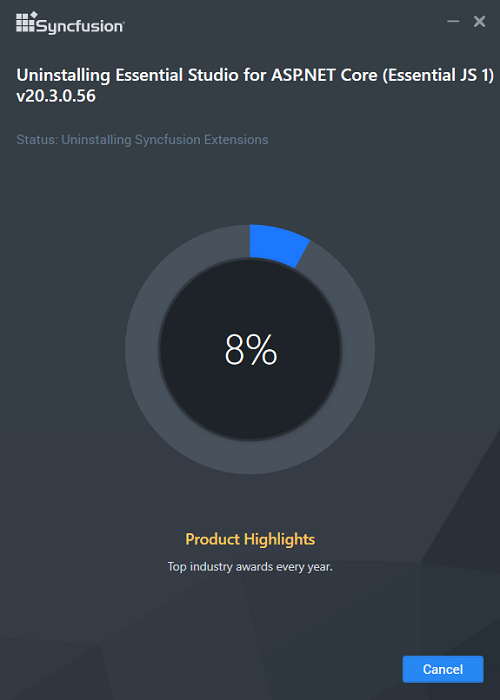 Syncfusion
Uninstalling Essential Studio for ASP.NET Core (Essential JS 1)
v20.3.0.56
Status: Uninstalling Syncfusion Extensions
8%
Product Highlights
Top industry awards every year.
Cancel